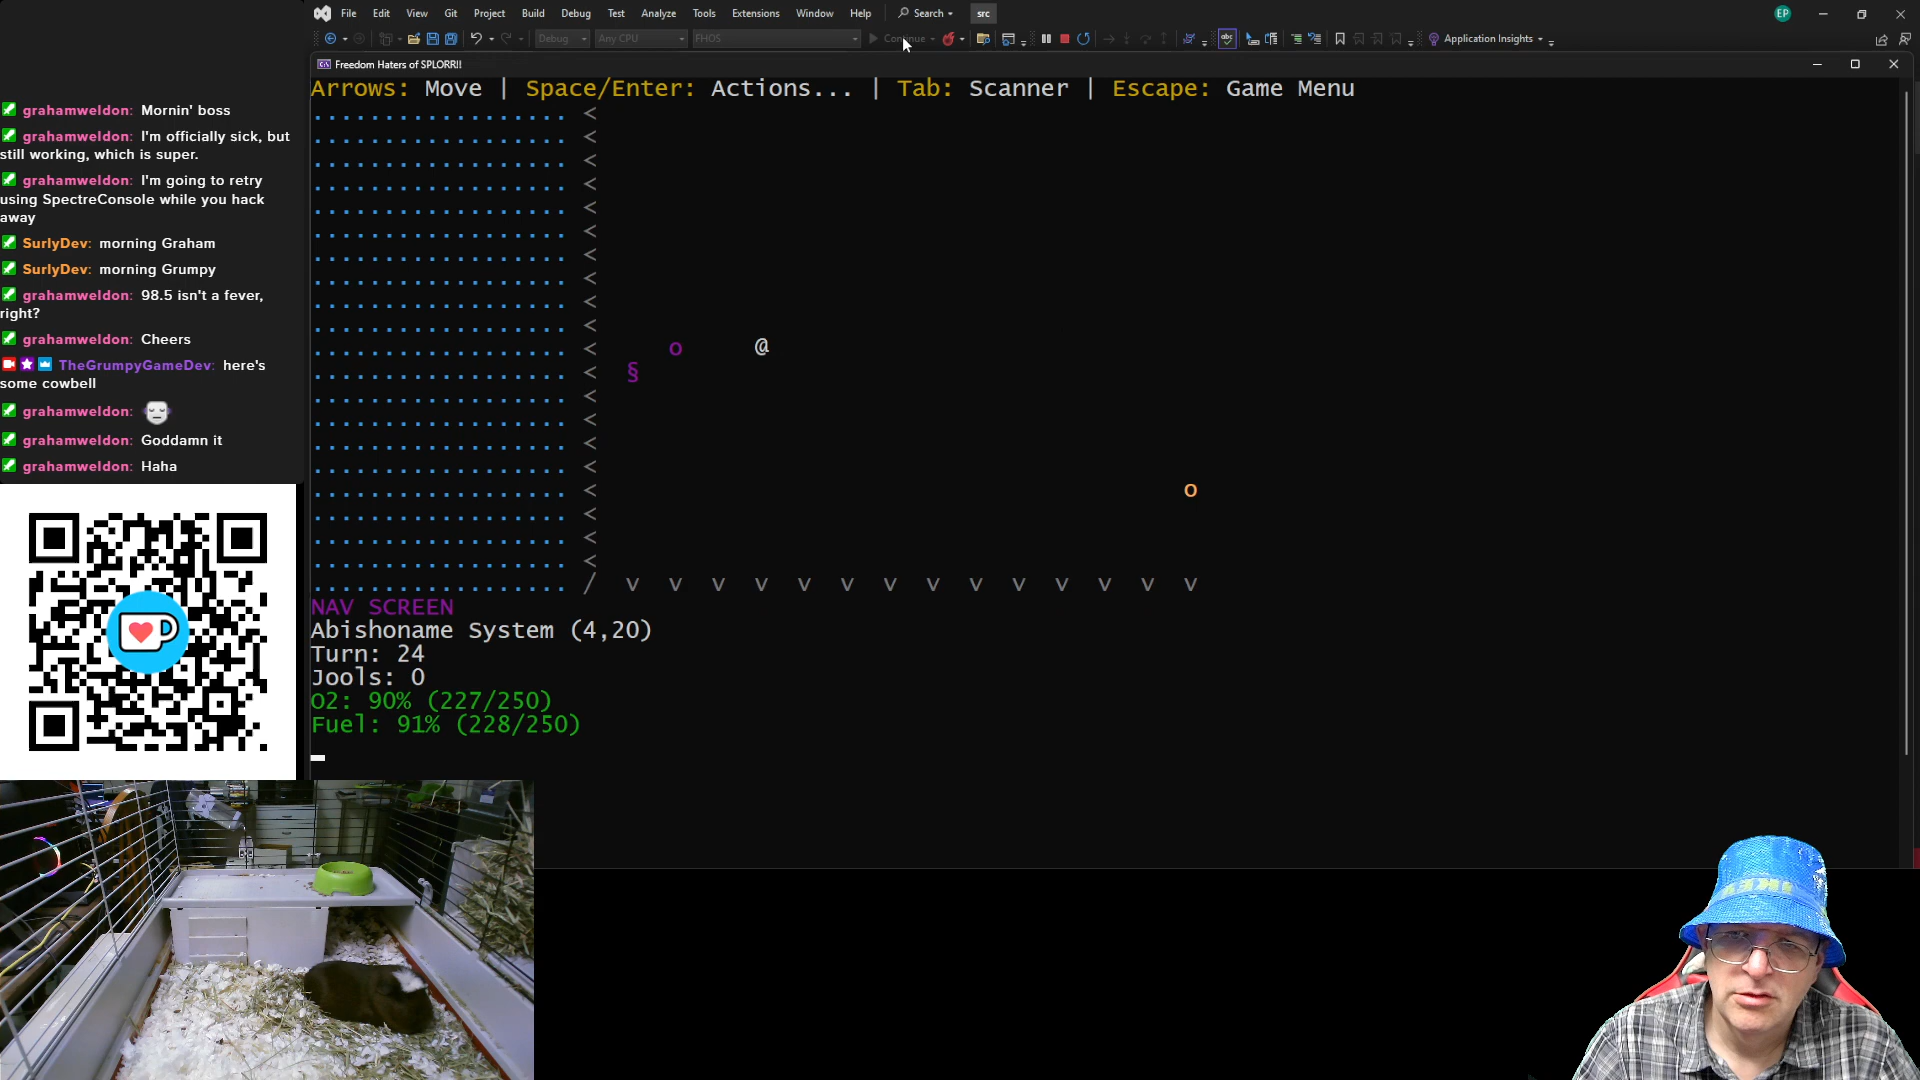 File Edit View Git Project Build Debug Test Analyze Tools Extensions Window Help Search src EP
Debug Any CPU FHOS Continue Application Insights
Freedom Haters of SPLORR!!
Arrows: Move | Space/Enter: Actions... | Tab: Scanner | Escape: Game Menu
grahamweldon: Mornin' boss
grahamweldon: I'm officially sick, but
still working, which is super.
grahamweldon: I'm going to retry
using SpectreConsole while you hack
away
SurlyDev: morning Graham
SurlyDev: morning Grumpy
grahamweldon: 98.5 isn't a fever,
right?
grahamweldon: Cheers
TheGrumpyGameDev: here's
some cowbell
grahamweldon:
grahamweldon: Goddamn it
grahamweldon: Haha
. . . . . . . . . . . . . . . . . . <
. . . . . . . . . . . . . . . . . . <
. . . . . . . . . . . . . . . . . . <
. . . . . . . . . . . . . . . . . . <
. . . . . . . . . . . . . . . . . . <
. . . . . . . . . . . . . . . . . . <
. . . . . . . . . . . . . . . . . . <
. . . . . . . . . . . . . . . . . . <
. . . . . . . . . . . . . . . . . . <
. . . . . . . . . . . . . . . . . . <
. . . . . . . . . . . . . . . . . . < o @
. . . . . . . . . . . . . . . . . . < §
. . . . . . . . . . . . . . . . . . <
. . . . . . . . . . . . . . . . . . <
. . . . . . . . . . . . . . . . . . <
. . . . . . . . . . . . . . . . . . <
. . . . . . . . . . . . . . . . . . < o
. . . . . . . . . . . . . . . . . . <
. . . . . . . . . . . . . . . . . . <
. . . . . . . . . . . . . . . . . . <
. . . . . . . . . . . . . . . . . . / v v v v v v v v v v v v v v
NAV SCREEN
Abishoname System (4,20)
Turn: 24
Jools: 0
O2: 90% (227/250)
Fuel: 91% (228/250)
IKEA